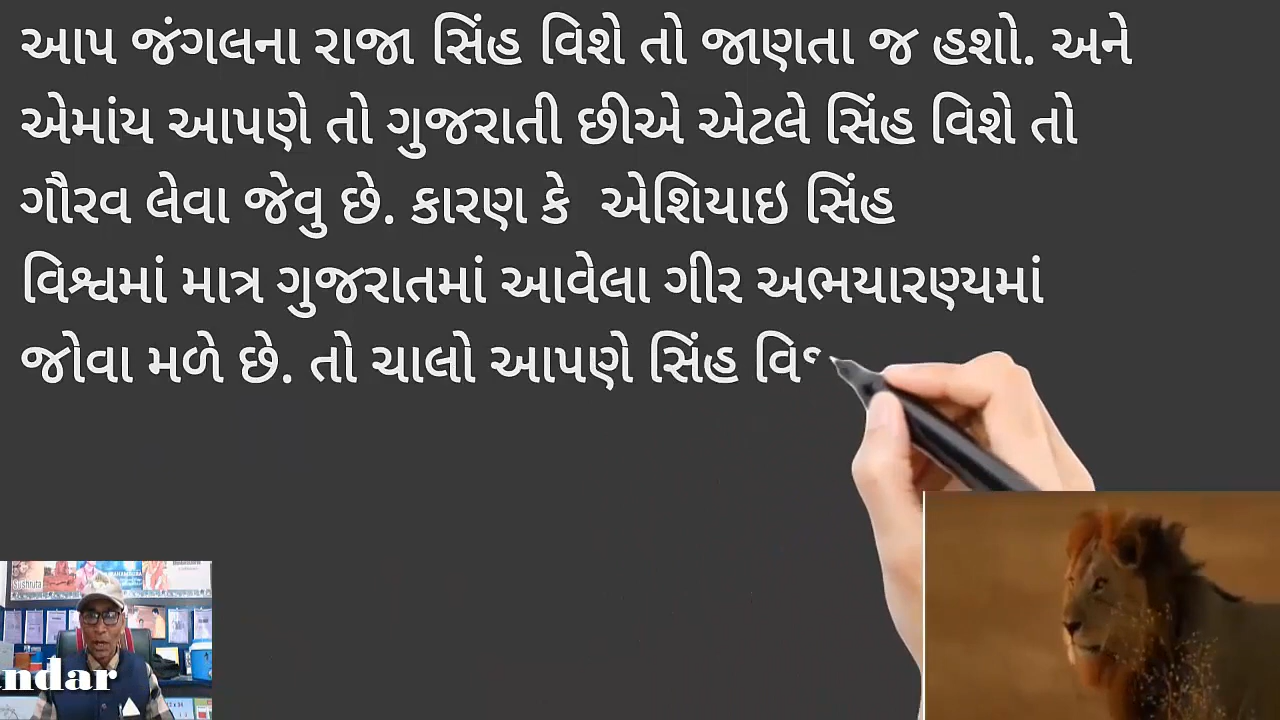 આપ જંગલના રાજા સિંહ વિશે તો જાણતા જ હશો. અને
એમાંય આપણે તો ગુજરાતી છીએ એટલે સિંહ વિશે તો
ગૌરવ લેવા જેવુ છે. કારણ કે  એશિયાઇ સિંહ
વિશ્વમાં માત્ર ગુજરાતમાં આવેલા ગીર અભયારણ્યમાં
જોવા મળે છે. તો ચાલો આપણે સિંહ
Sushruta
ndar